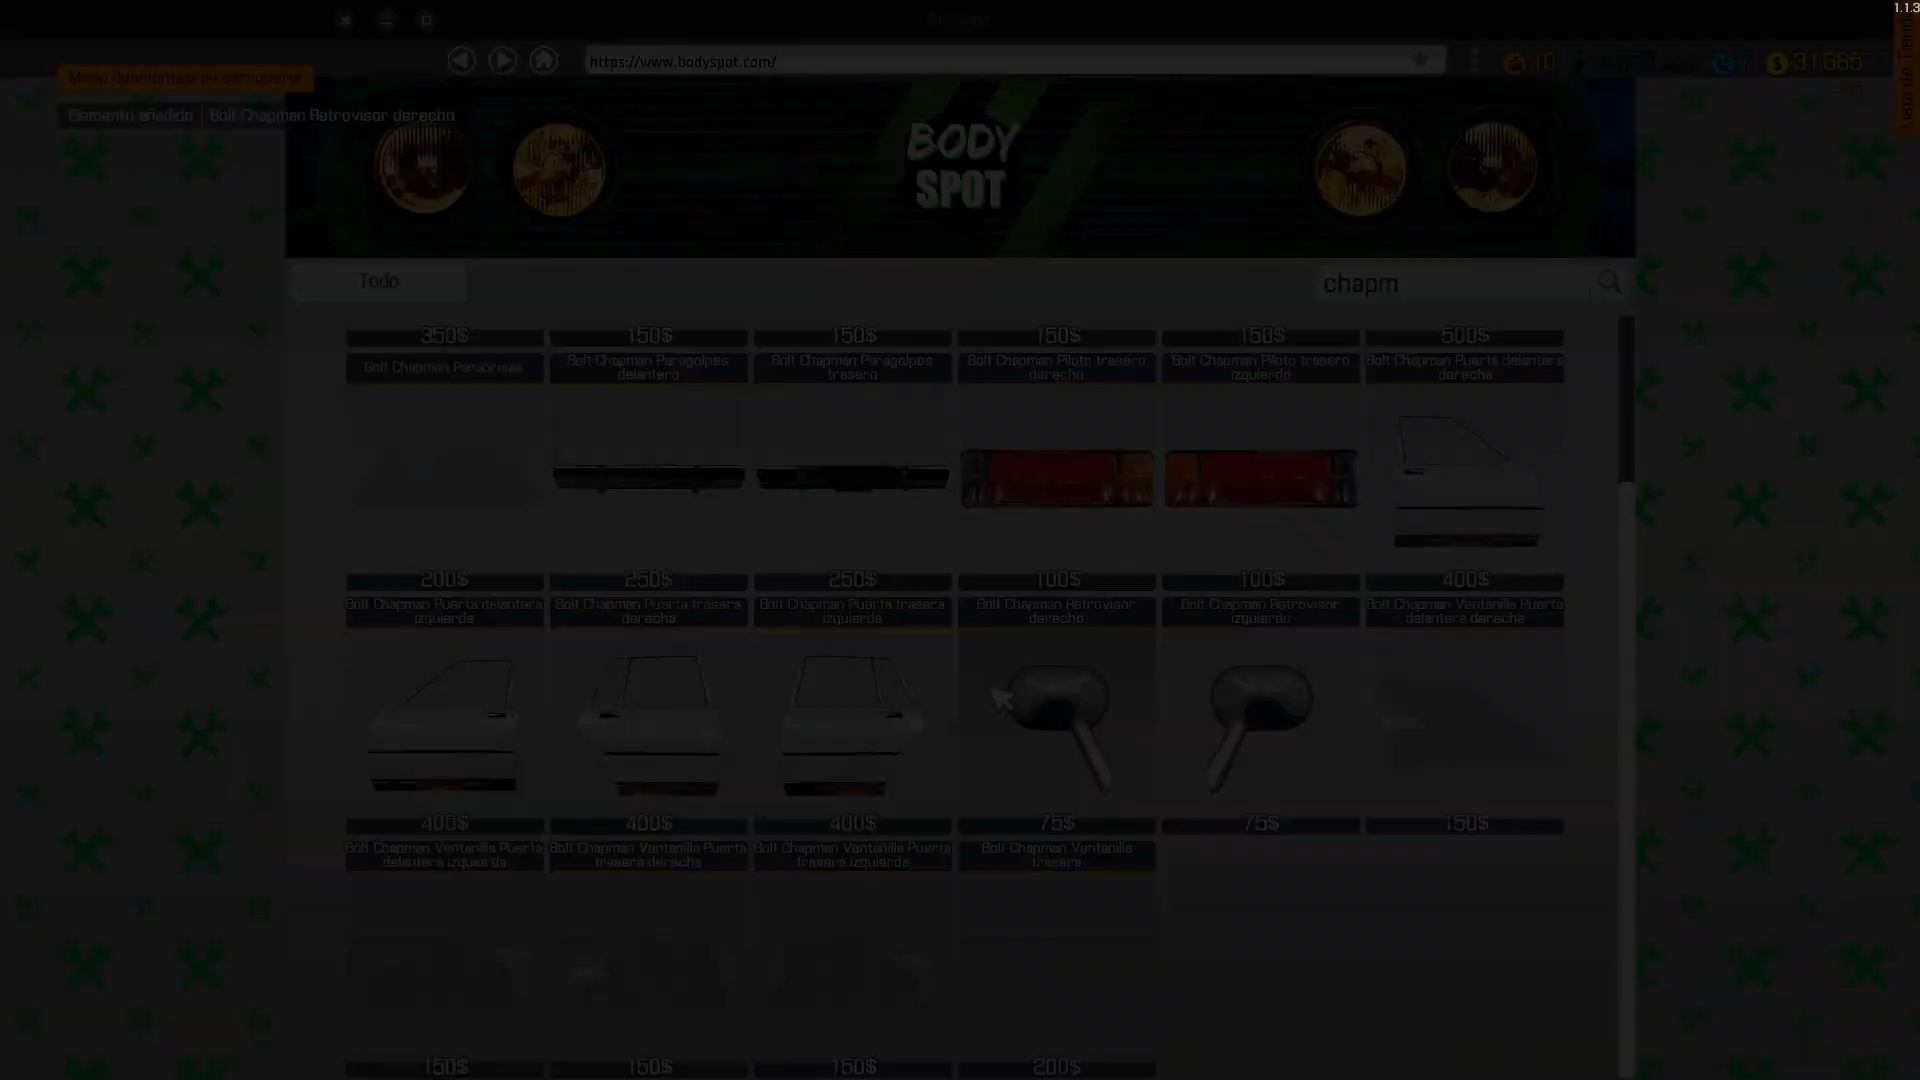 1.1.3
https://www.bodyspot.com/
10
31685
Modo desmontaje de carrocería
Elemento añadido
Bolt Chapman Retrovisor derecho
BODY
SPOT
Todo
chapm
350$
150$
150$
150$
150$
500$
Bolt Chapman Parabrisas
Bolt Chapman Paragolpes
delantero
Bolt Chapman Paragolpes
trasero
Bolt Chapman Piloto trasero
derecho
Bolt Chapman Piloto trasero
izquierdo
Bolt Chapman Puerta delantera
derecha
200$
250$
250$
100$
100$
400$
Bolt Chapman Puerta delantera
izquierda
Bolt Chapman Puerta trasera
derecha
Bolt Chapman Puerta trasera
izquierda
Bolt Chapman Retrovisor
derecho
Bolt Chapman Retrovisor
izquierdo
Bolt Chapman Ventanilla Puerta
delantera derecha
400$
400$
400$
75$
75$
150$
Bolt Chapman Ventanilla Puerta
delantera izquierda
Bolt Chapman Ventanilla Puerta
trasera derecha
Bolt Chapman Ventanilla Puerta
trasera izquierda
Bolt Chapman Ventanilla
trasera
150$
150$
150$
200$